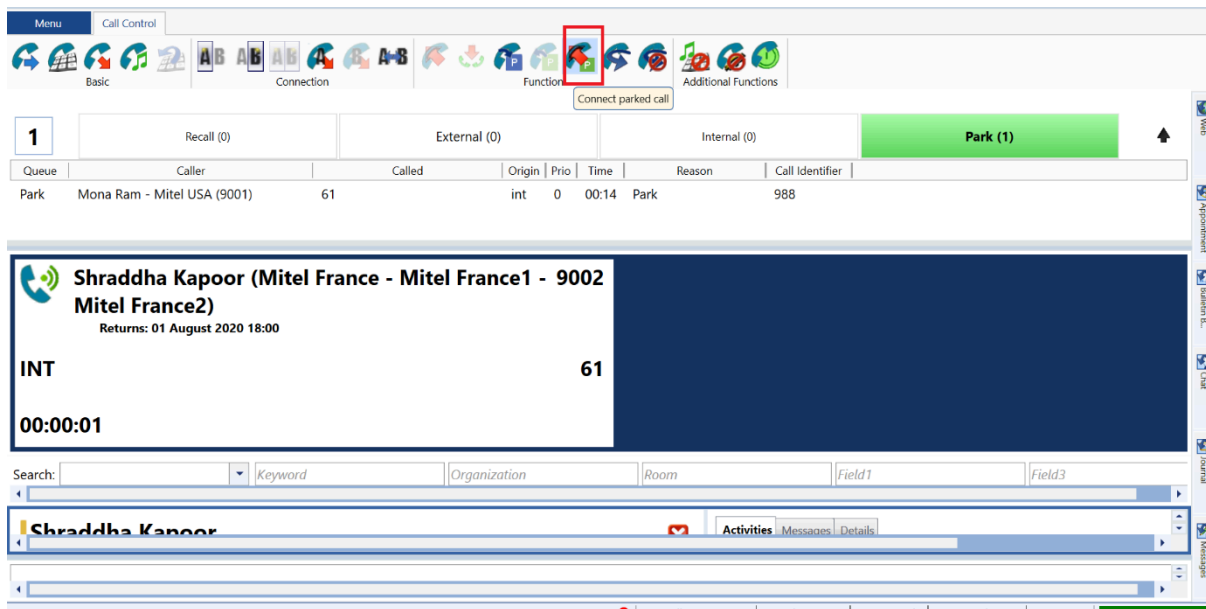 Menu
Call Control
AB AB AB A B A B
P P P
Basic
Connection
Function
Additional Functions
Connect parked call
1
Recall (0)
External (0)
Internal (0)
Park (1)
Queue Caller Called Origin Prio Time Reason Call Identifier
Park Mona Ram - Mitel USA (9001) 61 int 0 00:14 Park 988
Shraddha Kapoor (Mitel France - Mitel France1 - 9002
Mitel France2)
Returns: 01 August 2020 18:00
INT 61
00:00:01
Search: Keyword Organization Room Field1 Field3
Shraddha Kapoor
Activities Messages Details
Web
Appointment
Bulletin B...
Chat
Journal
Messages